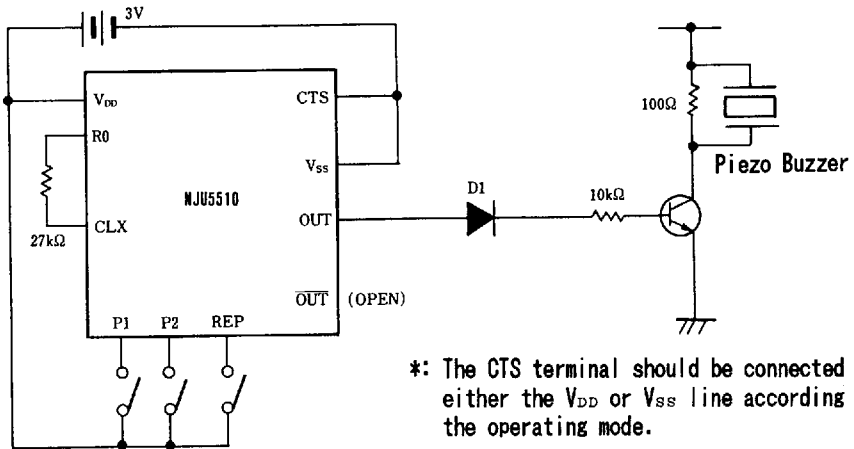 3V
VDD
CTS
R0
100Ω
VSS
Piezo Buzzer
NJU5510
D1
10kΩ
OUT
CLX
27kΩ
OUT (OPEN)
P1 P2 REP
*: The CTS terminal should be connected
either the VDD or VSS line according
the operating mode.